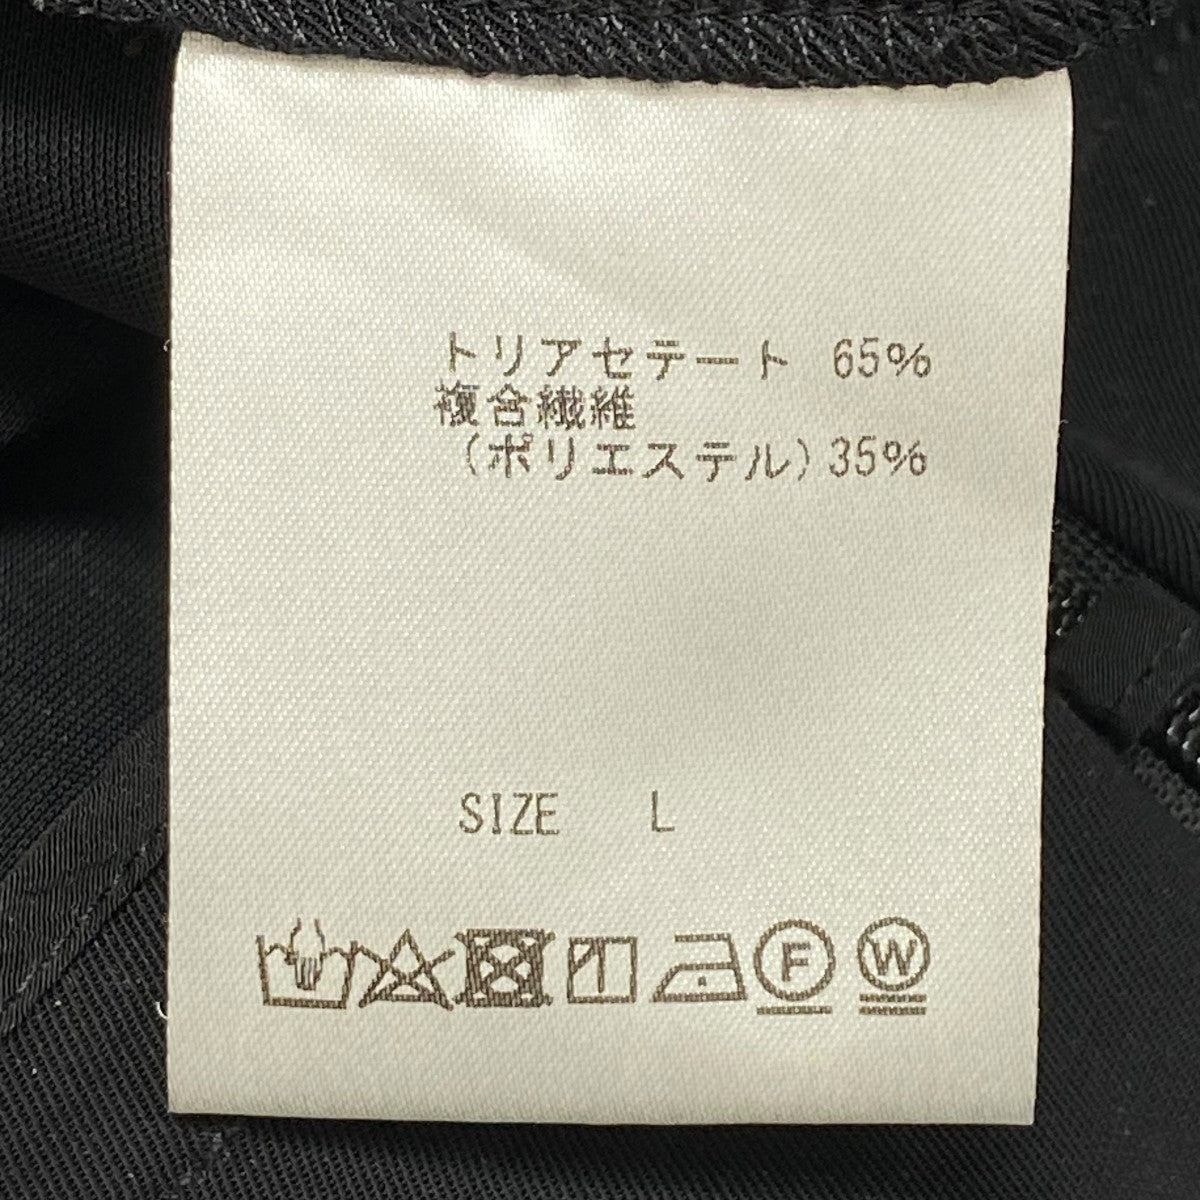 トリアセテート 65%
複合繊維
(ポリエステル)35%
SIZE L
F W